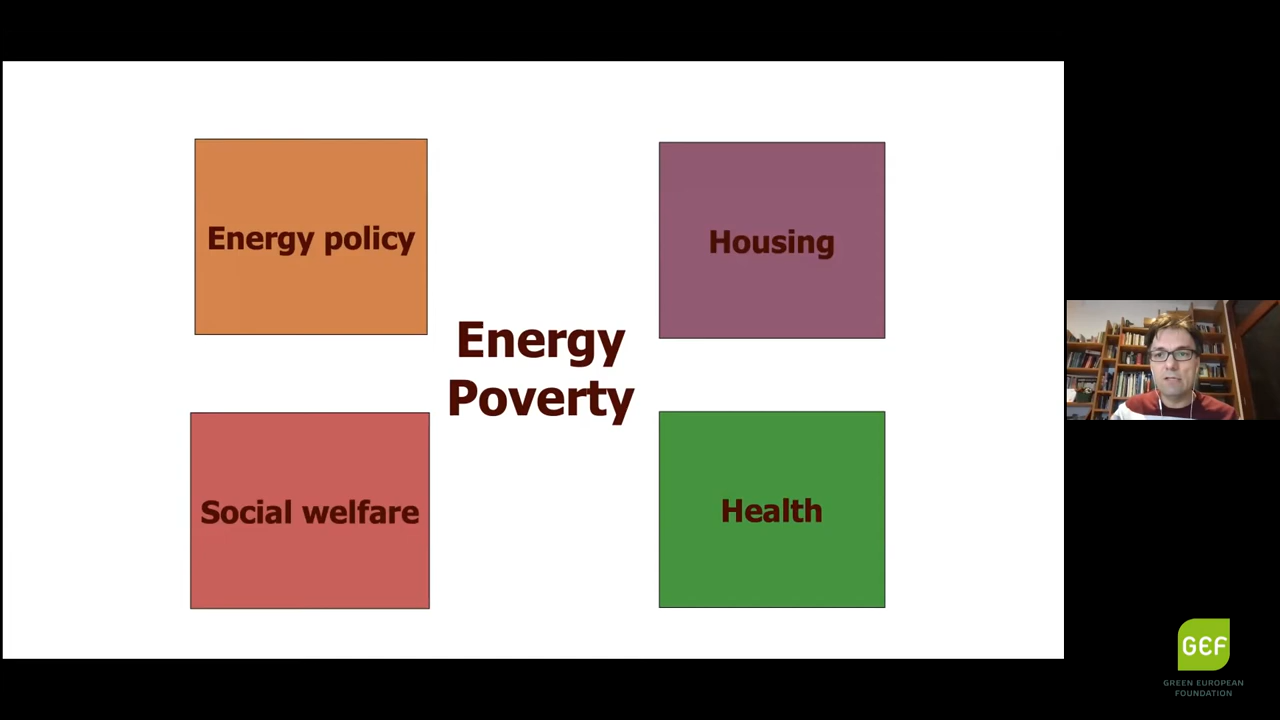 Energy policy
Housing
Energy
Poverty
Social welfare
Health
GEF
GREEN EUROPEAN
FOUNDATION